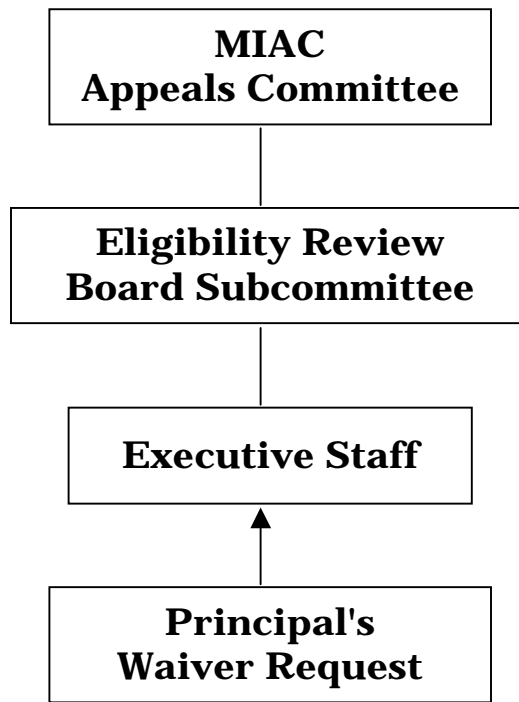 MIAC
Appeals Committee
Eligibility Review
Board Subcommittee
Executive Staff
Principal's
Waiver Request